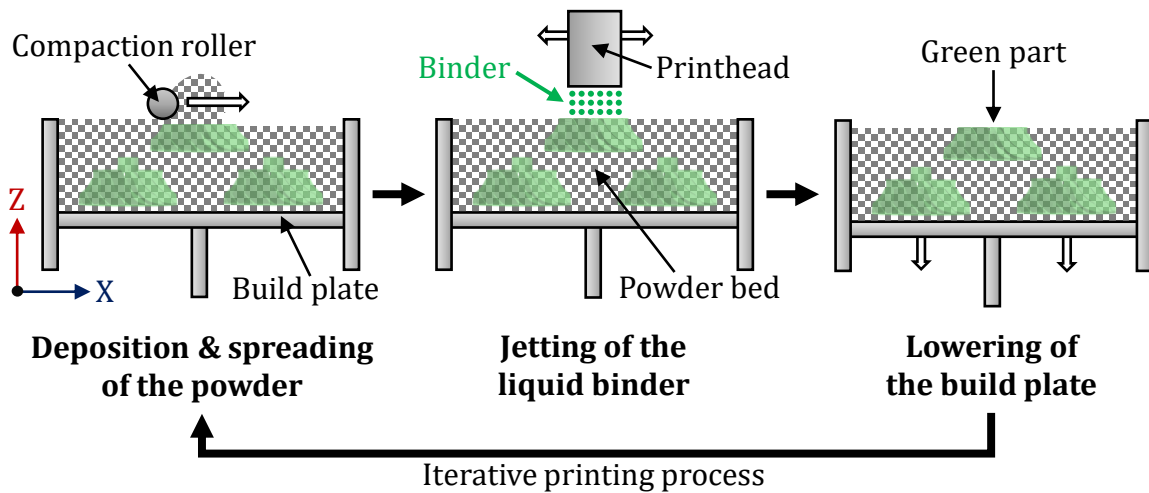 Compaction roller
Binder
Printhead
Green part
Z
X
Build plate
Powder bed
Deposition & spreading
of the powder
Jetting of the
liquid binder
Lowering of
the build plate
Iterative printing process